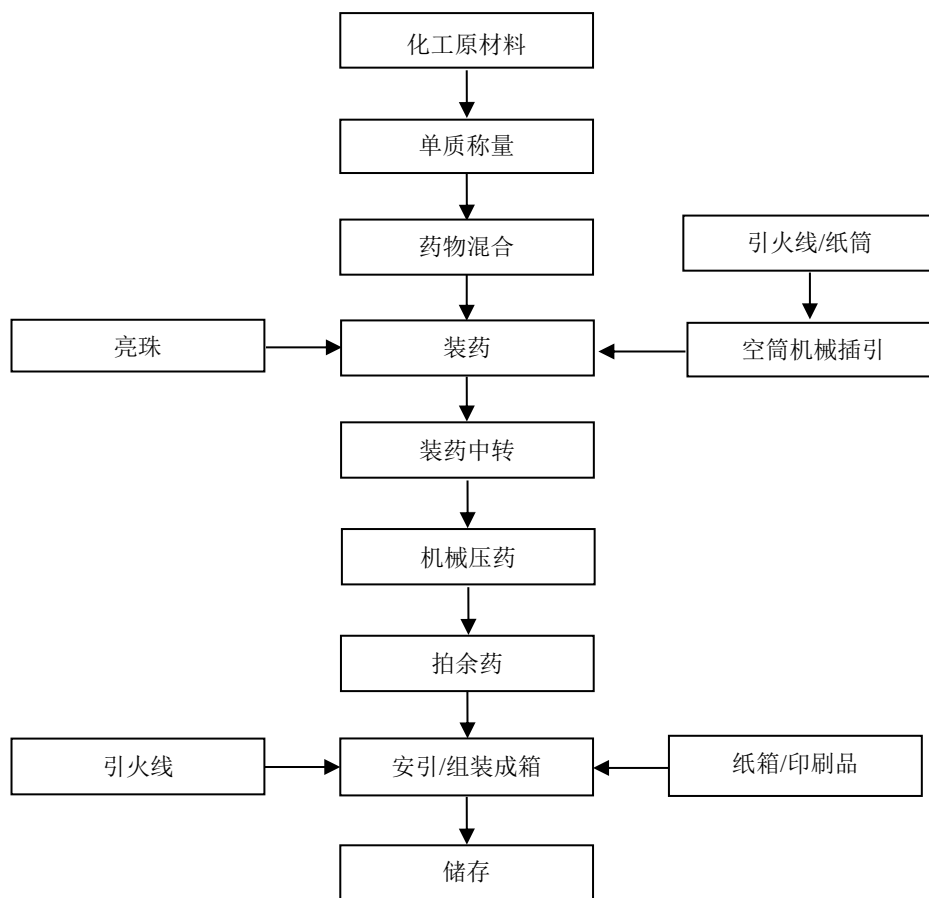 化工原材料
单质称量
药物混合
引火线/纸筒
亮珠
装药
空筒机械插引
装药中转
机械压药
拍余药
引火线
安引/组装成箱
纸箱/印刷品
储存